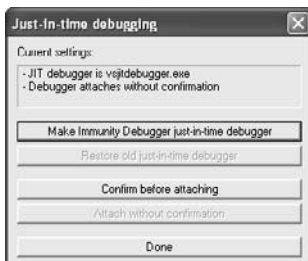 Just-in-time debugging
Current settings:
- JIT debugger is vsjitdebugger.exe
- Debugger attaches without confirmation
Make Immunity Debugger just-in-time debugger
Restore old just-in-time debugger
Confirm before attaching
Attach without confirmation
Done